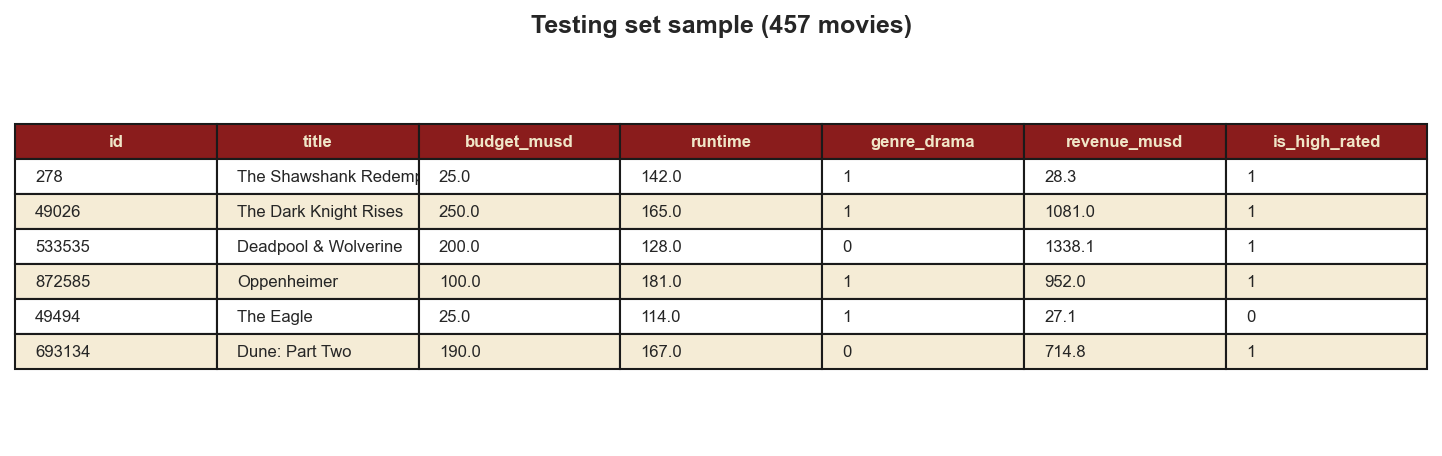 Testing set sample (457 movies)
id title budget_musd runtime genre_drama revenue_musd is_high_rated
278 The Shawshank Redemp 25.0 142.0 1 28.3 1
49026 The Dark Knight Rises 250.0 165.0 1 1081.0 1
533535 Deadpool & Wolverine 200.0 128.0 0 1338.1 1
872585 Oppenheimer 100.0 181.0 1 952.0 1
49494 The Eagle 25.0 114.0 1 27.1 0
693134 Dune: Part Two 190.0 167.0 0 714.8 1